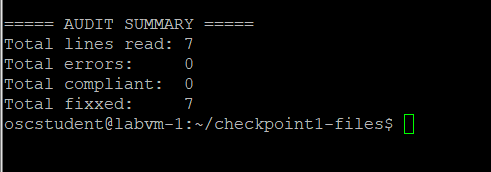 ===== AUDIT SUMMARY =====
Total lines read: 7
Total errors:     0
Total compliant:  0
Total fixxed:     7
oscstudent@labvm-1:~/checkpoint1-files$